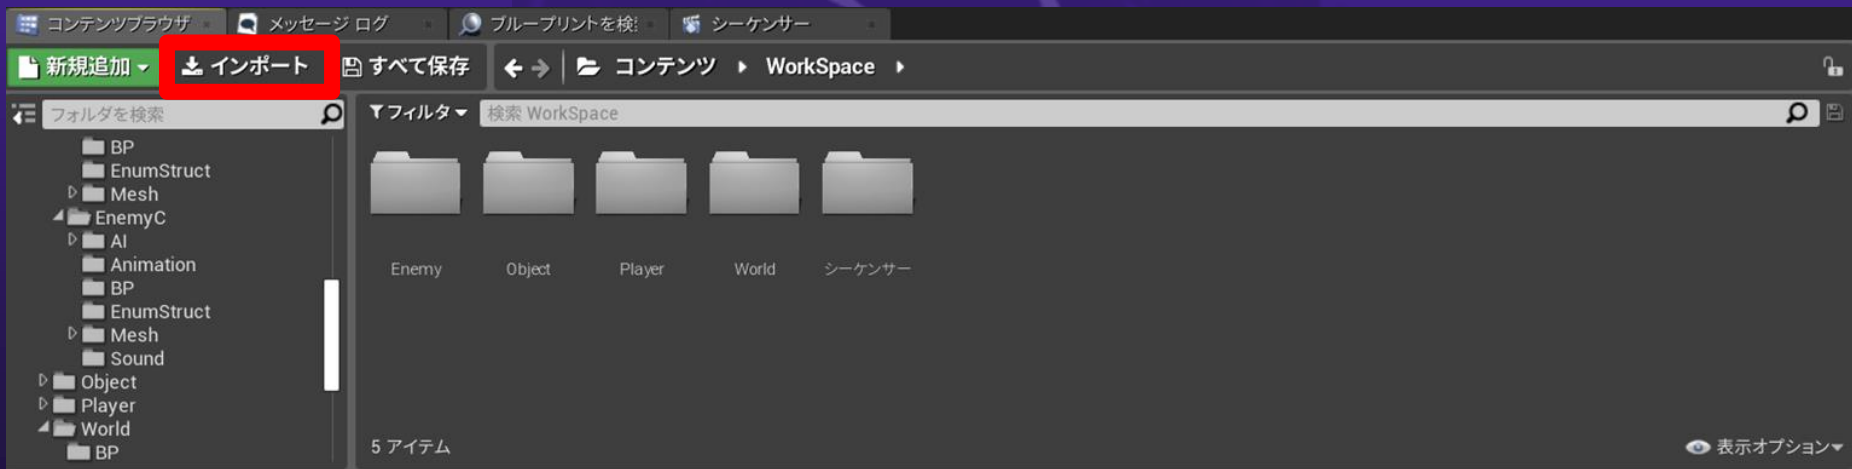 コンテンツブラウザ メッセージ ログ ブループリントを検 シーケンサー
新規追加 インポート すべて保存 コンテンツ WorkSpace
フォルダを検索 フィルタ 検索 WorkSpace
BP
EnumStruct
Mesh
EnemyC
AI
Animation
BP
EnumStruct
Mesh
Sound
Object
Player
World
BP
Enemy Object Player World シーケンサー
5 アイテム 表示オプション